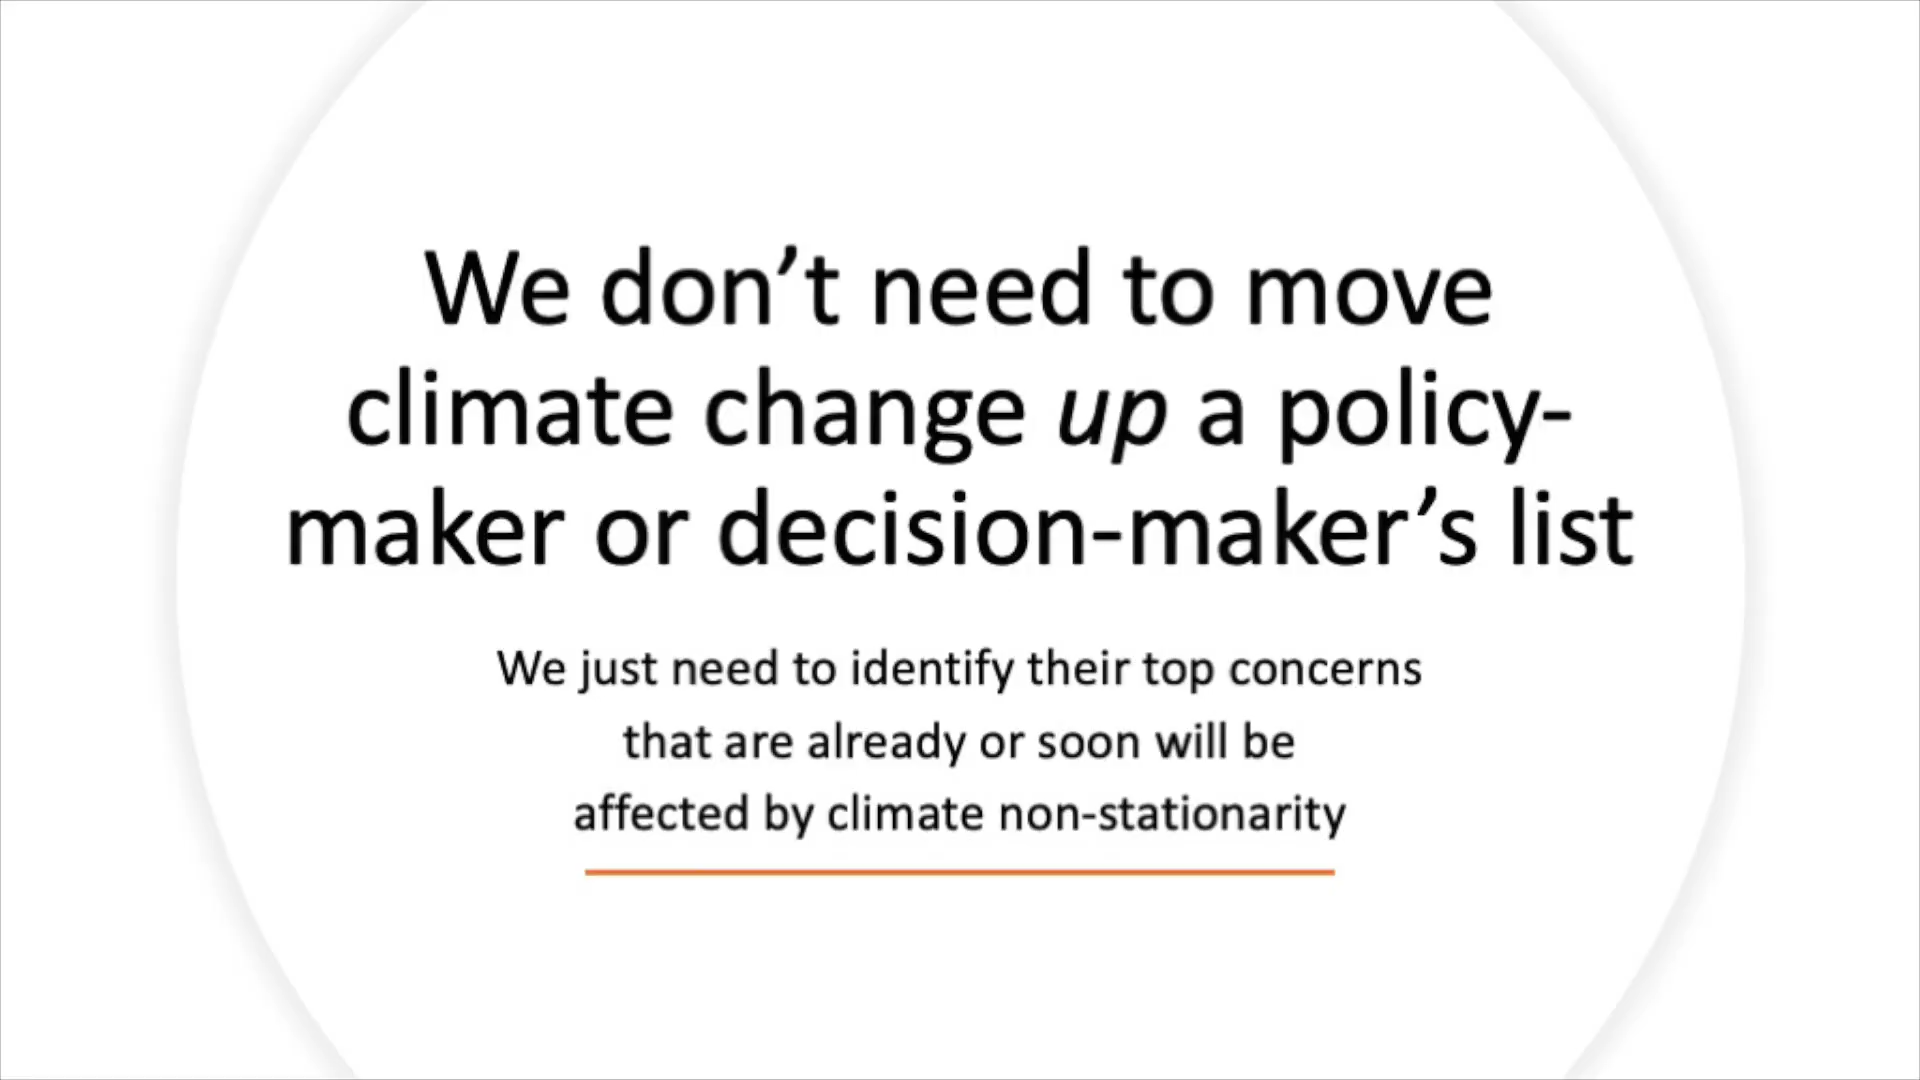 We don’t need to move
climate change up a policy-
maker or decision-maker’s list
We just need to identify their top concerns
that are already or soon will be
affected by climate non-stationarity